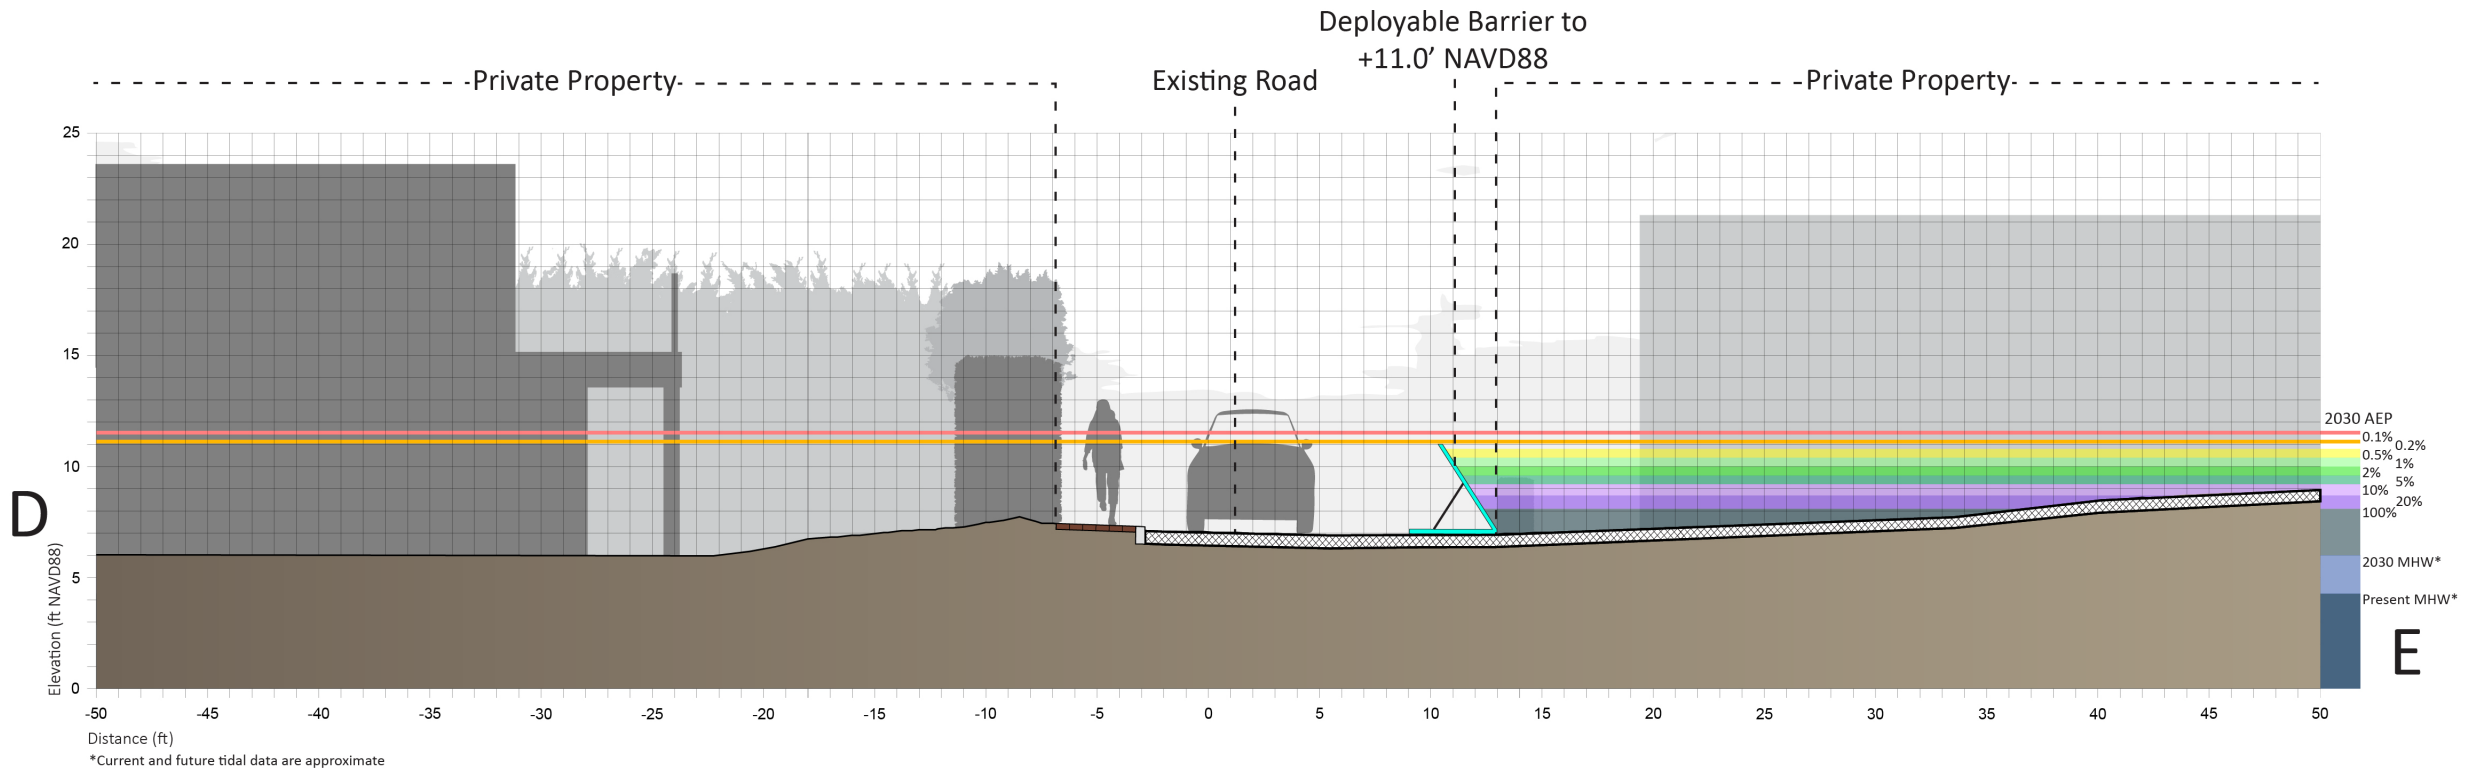 Deployable Barrier to
+11.0’ NAVD88
Private Property
Existing Road
Private Property
25
20
15
10
5
0
Elevation (ft NAVD88)
D
2030 AEP
0.1%
0.2%
0.5%
1%
2%
5%
10%
20%
100%
2030 MHW*
Present MHW*
E
-50 -45 -40 -35 -30 -25 -20 -15 -10 -5 0 5 10 15 20 25 30 35 40 45 50
Distance (ft)
*Current and future tidal data are approximate